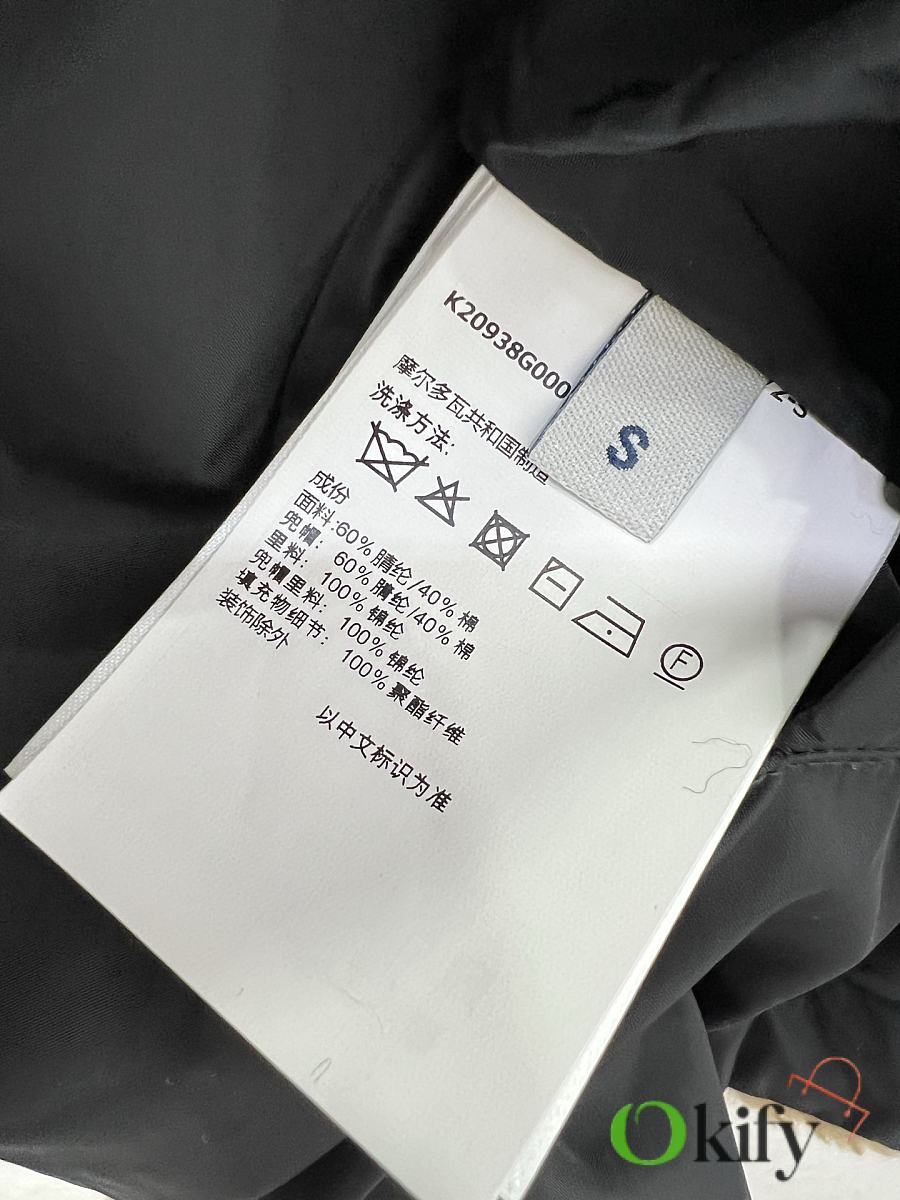 K20938G000
Z-S
S
摩尔多瓦共和国制造
洗涤方法:
F
成份
面料:60% 腈纶/40% 棉
兜帽: 60% 腈纶/40% 棉
里料: 100% 锦纶
兜帽里料: 100% 锦纶
填充物细节: 100% 聚酯纤维
装饰除外
以中文标识为准
Okify